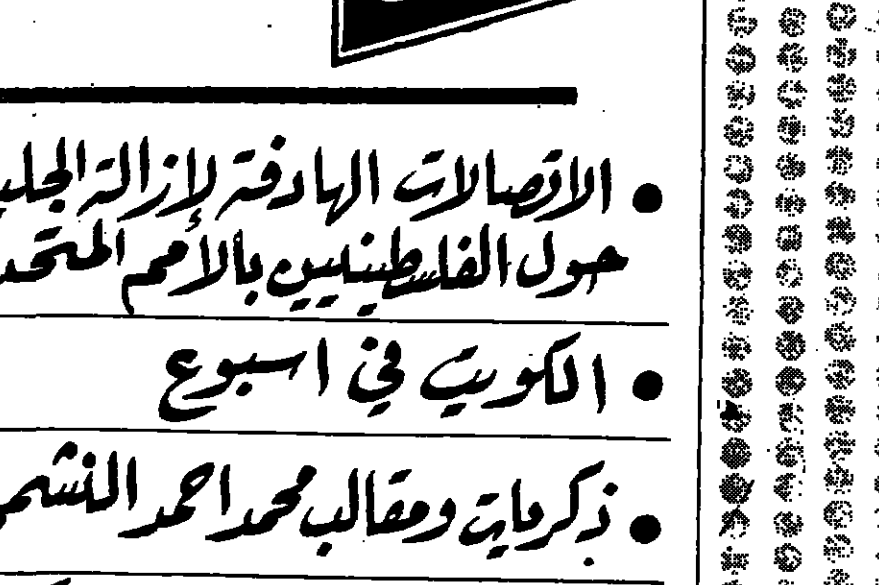 • الاتصالات الهادفة لإزالة
حول الفلسطينيين بالأمم
• الكويت في اسبوع
• ذكريات ومقالب محمد احمد